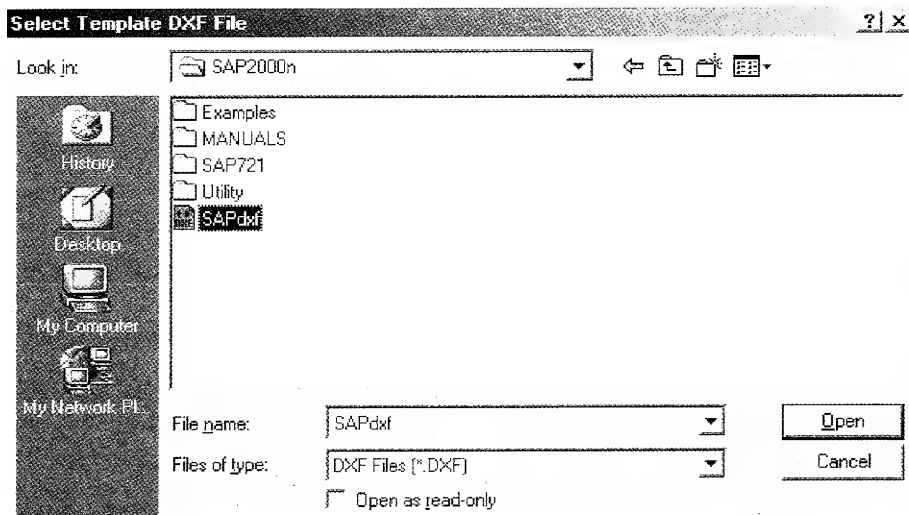 Select Template DXF File
Look in:
SAP2000n
Examples
MANUALS
SAP721
Utility
SAPdxf
History
Desktop
My Computer
My Network Pl...
File name:
SAPdxf
Open
Files of type:
DXF Files (*.DXF)
Cancel
Open as read-only